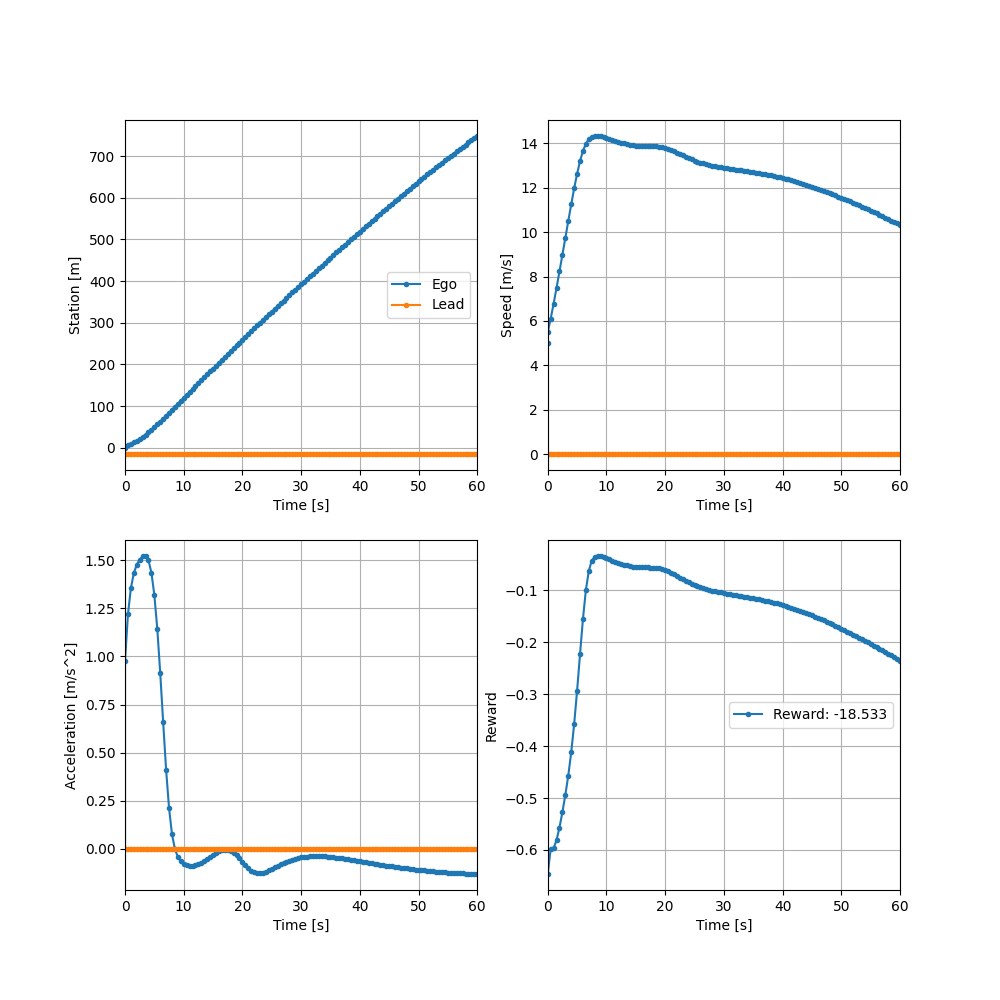 Station [m]
700
600
500
400
300
200
100
0
Ego
Lead
0 10 20 30 40 50 60
Time [s]
Speed [m/s]
14
12
10
8
6
4
2
0
0 10 20 30 40 50 60
Time [s]
Acceleration [m/s^2]
1.50
1.25
1.00
0.75
0.50
0.25
0.00
0 10 20 30 40 50 60
Time [s]
Reward
−0.1
−0.2
−0.3
−0.4
−0.5
−0.6
Reward: -18.533
0 10 20 30 40 50 60
Time [s]